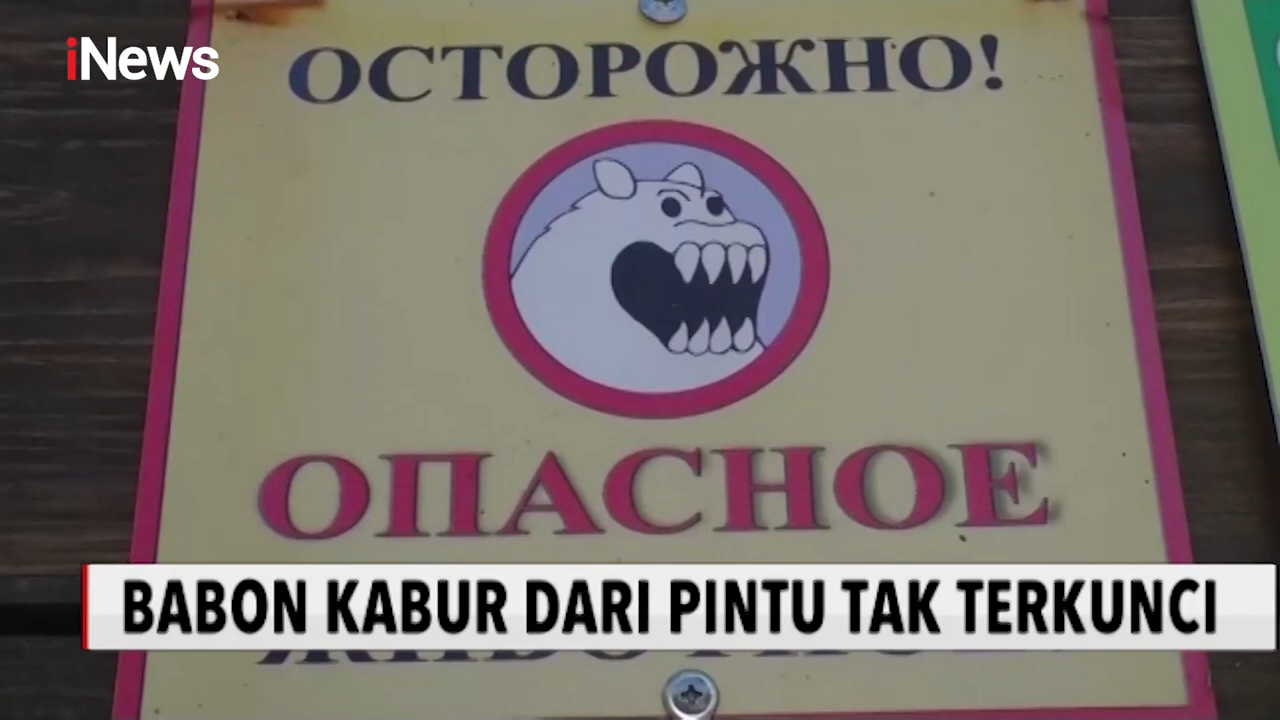 iNews
ОСТОРОЖНО!
ОПАСНОЕ
BABON KABUR DARI PINTU TAK TERKUNCI